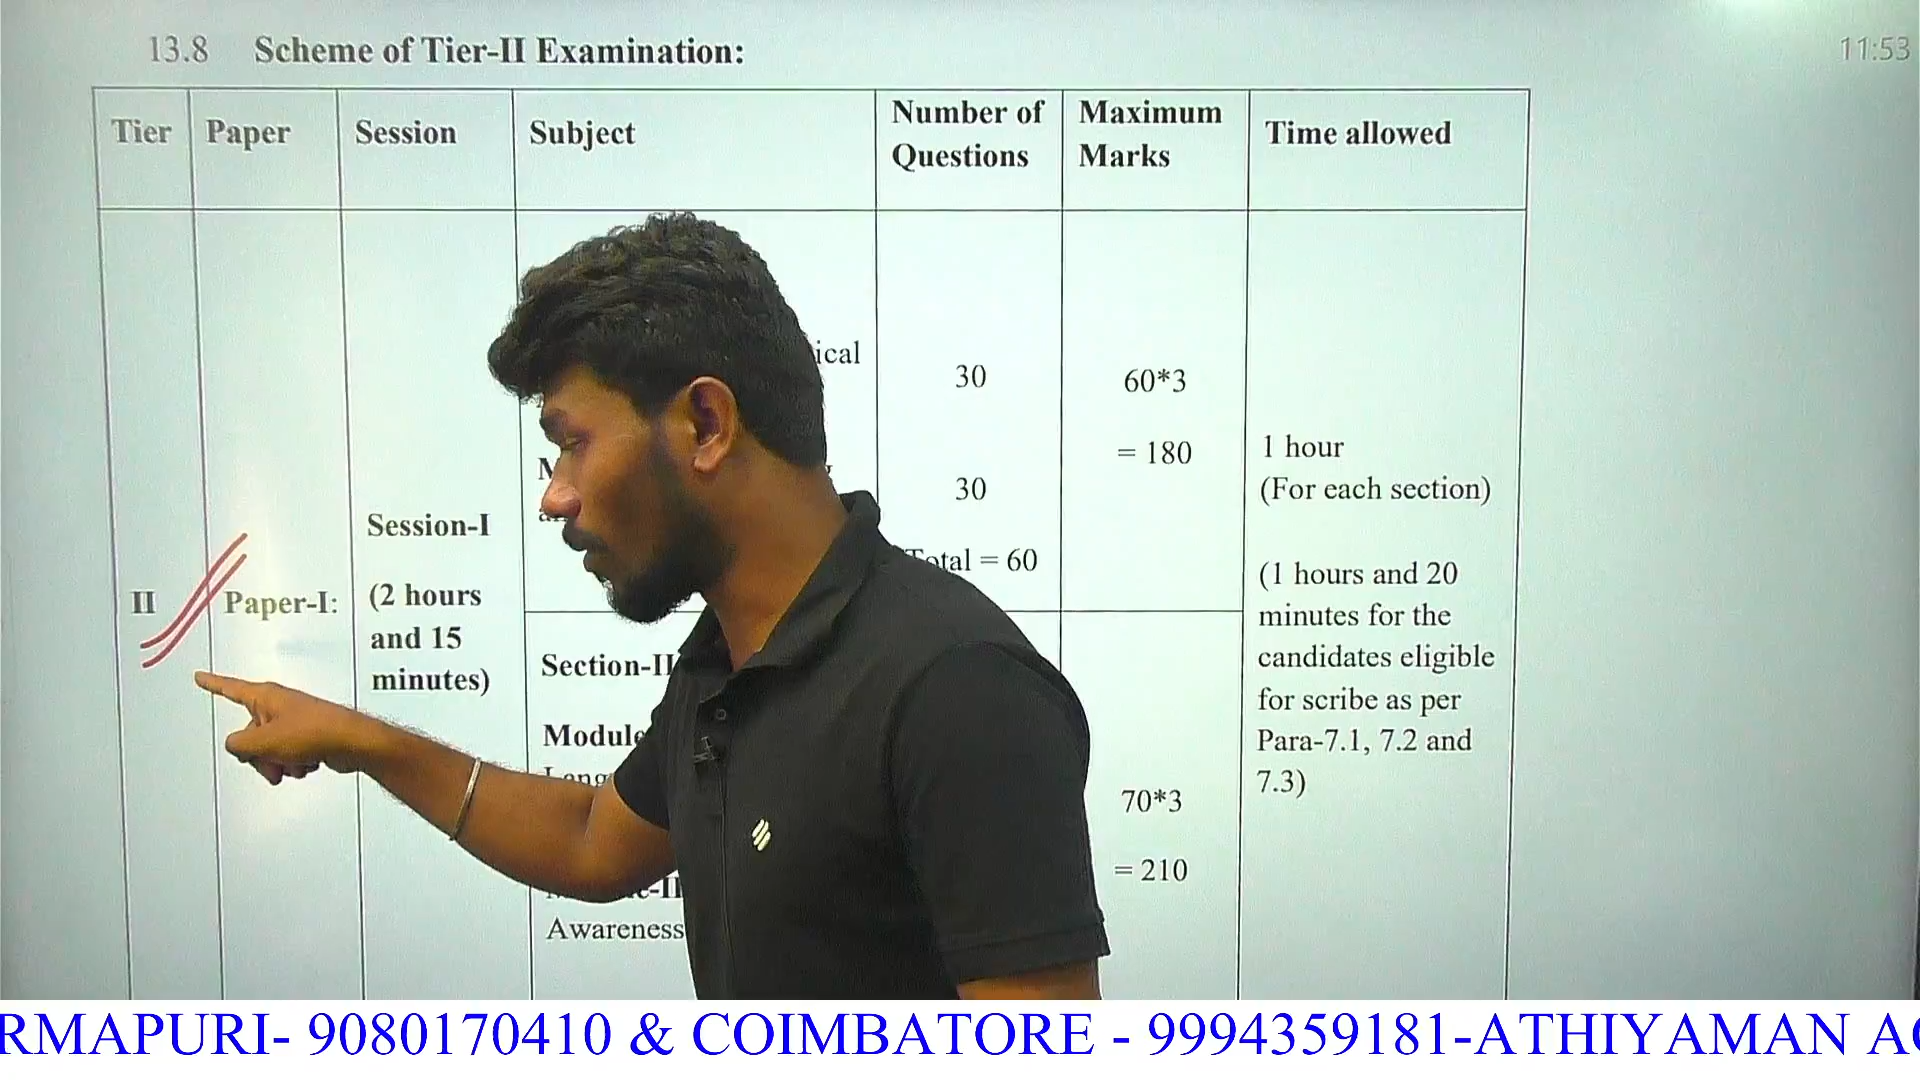 13.8 Scheme of Tier-II Examination:
11:53
Tier Paper Session Subject Number of Questions Maximum Marks Time allowed
II
Paper-I:
Session-I
(2 hours
and 15
minutes)
ical
30
30
Total = 60
60*3
= 180
1 hour
(For each section)
(1 hours and 20
minutes for the
candidates eligible
for scribe as per
Para-7.1, 7.2 and
7.3)
Section-II
Module
Lang
-II
Awareness
70*3
= 210
RMAPURI- 9080170410 & COIMBATORE - 9994359181-ATHIYAMAN A